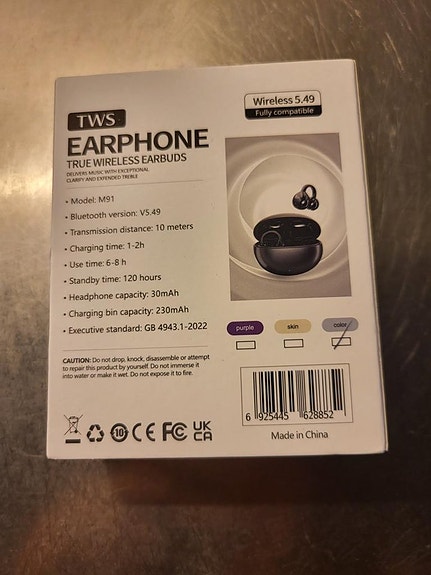 TWS
EARPHONE
TRUE WIRELESS EARBUDS
DELIVERS MUSIC WITH EXCEPTIONAL
CLARIFY AND EXPENDED TREBLE
Wireless 5.49
Fully compatible
• Model: M91
• Bluetooth version: V5.49
• Transmission distance: 10 meters
• Charging time: 1-2h
• Use time: 6-8 h
• Standby time: 120 hours
• Headphone capacity: 30mAh
• Charging bin capacity: 230mAh
• Executive standard: GB 4943.1-2022
purple
skin
color
CAUTION: Do not drop, knock, disassemble or attempt
to repair this product by yourself. Do not immerse it
into water or make it wet. Do not expose it to fire.
10 CE FC UK
CA
6 925445 628852
Made in China